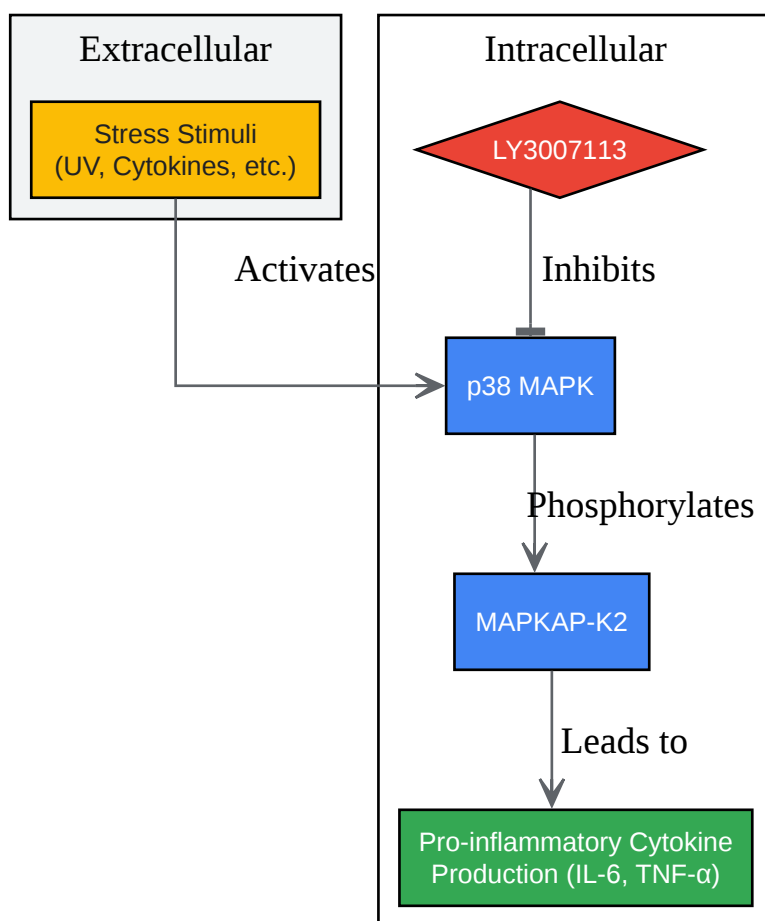 Extracellular
Intracellular
Stress Stimuli
(UV, Cytokines, etc.)
LY3007113
Activates
Inhibits
p38 MAPK
Phosphorylates
MAPKAP-K2
Leads to
Pro-inflammatory Cytokine
Production (IL-6, TNF-α)